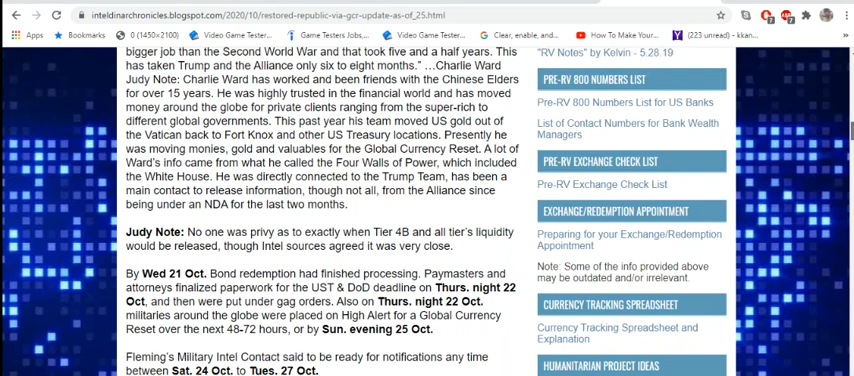 inteldinarchronicles.blogspot.com/2020/10/restored-republic-via-gcr-update-as-of_25.html
Apps
Bookmarks
0 (1450×2100)
Video Game Tester...
Game Testers Jobs,...
Video Game Tester...
Clear, enable, and...
How To Make Your...
(223 unread) - kkan...
bigger job than the Second World War and that took five and a half years. This
has taken Trump and the Alliance only six to eight months." …Charlie Ward
Judy Note: Charlie Ward has worked and been friends with the Chinese Elders
for over 15 years. He was highly trusted in the financial world and has moved
money around the globe for private clients ranging from the super-rich to
different global governments. This past year his team moved US gold out of
the Vatican back to Fort Knox and other US Treasury locations. Presently he
was moving monies, gold and valuables for the Global Currency Reset. A lot of
Ward's info came from what he called the Four Walls of Power, which included
the White House. He was directly connected to the Trump Team, has been a
main contact to release information, though not all, from the Alliance since
being under an NDA for the last two months.
Judy Note: No one was privy as to exactly when Tier 4B and all tier's liquidity
would be released, though Intel sources agreed it was very close.
By Wed 21 Oct. Bond redemption had finished processing. Paymasters and
attorneys finalized paperwork for the UST & DoD deadline on Thurs. night 22
Oct, and then were put under gag orders. Also on Thurs. night 22 Oct.
militaries around the globe were placed on High Alert for a Global Currency
Reset over the next 48-72 hours, or by Sun. evening 25 Oct.
Fleming's Military Intel Contact said to be ready for notifications any time
between Sat. 24 Oct. to Tues. 27 Oct.
"RV Notes" by Kelvin - 5.28.19
PRE-RV 800 NUMBERS LIST
Pre-RV 800 Numbers List for US Banks
List of Contact Numbers for Bank Wealth
Managers
PRE-RV EXCHANGE CHECK LIST
Pre-RV Exchange Check List
EXCHANGE/REDEMPTION APPOINTMENT
Preparing for your Exchange/Redemption
Appointment
Note: Some of the info provided above
may be outdated and/or irrelevant.
CURRENCY TRACKING SPREADSHEET
Currency Tracking Spreadsheet and
Explanation
HUMANITARIAN PROJECT IDEAS